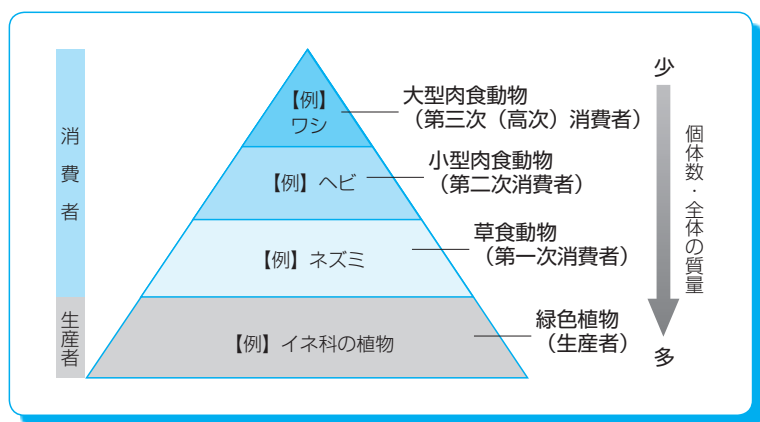 消費者
生産者
【例】
ワシ
大型肉食動物
（第三次（高次）消費者）
【例】ヘビ
小型肉食動物
（第二次消費者）
【例】ネズミ
草食動物
（第一次消費者）
【例】イネ科の植物
緑色植物
（生産者）
少
個体数・全体の質量
多